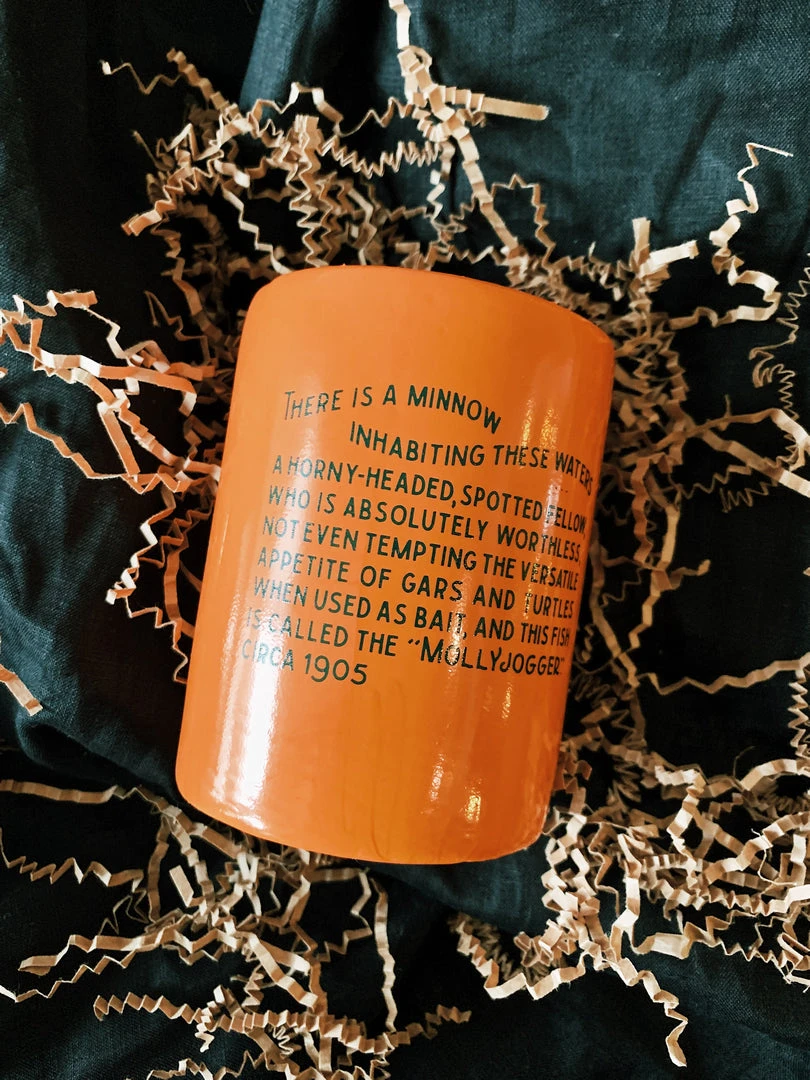 THERE IS A MINNOW
INHABITING THESE WATERS
A HORNY-HEADED, SPOTTED FELLOW,
WHO IS ABSOLUTELY WORTHLESS,
NOT EVEN TEMPTING THE VERSATILE
APPETITE OF GARS AND TURTLES
WHEN USED AS BAIT, AND THIS FISH
IS CALLED THE "MOLLYJOGGER."
CIRCA 1905